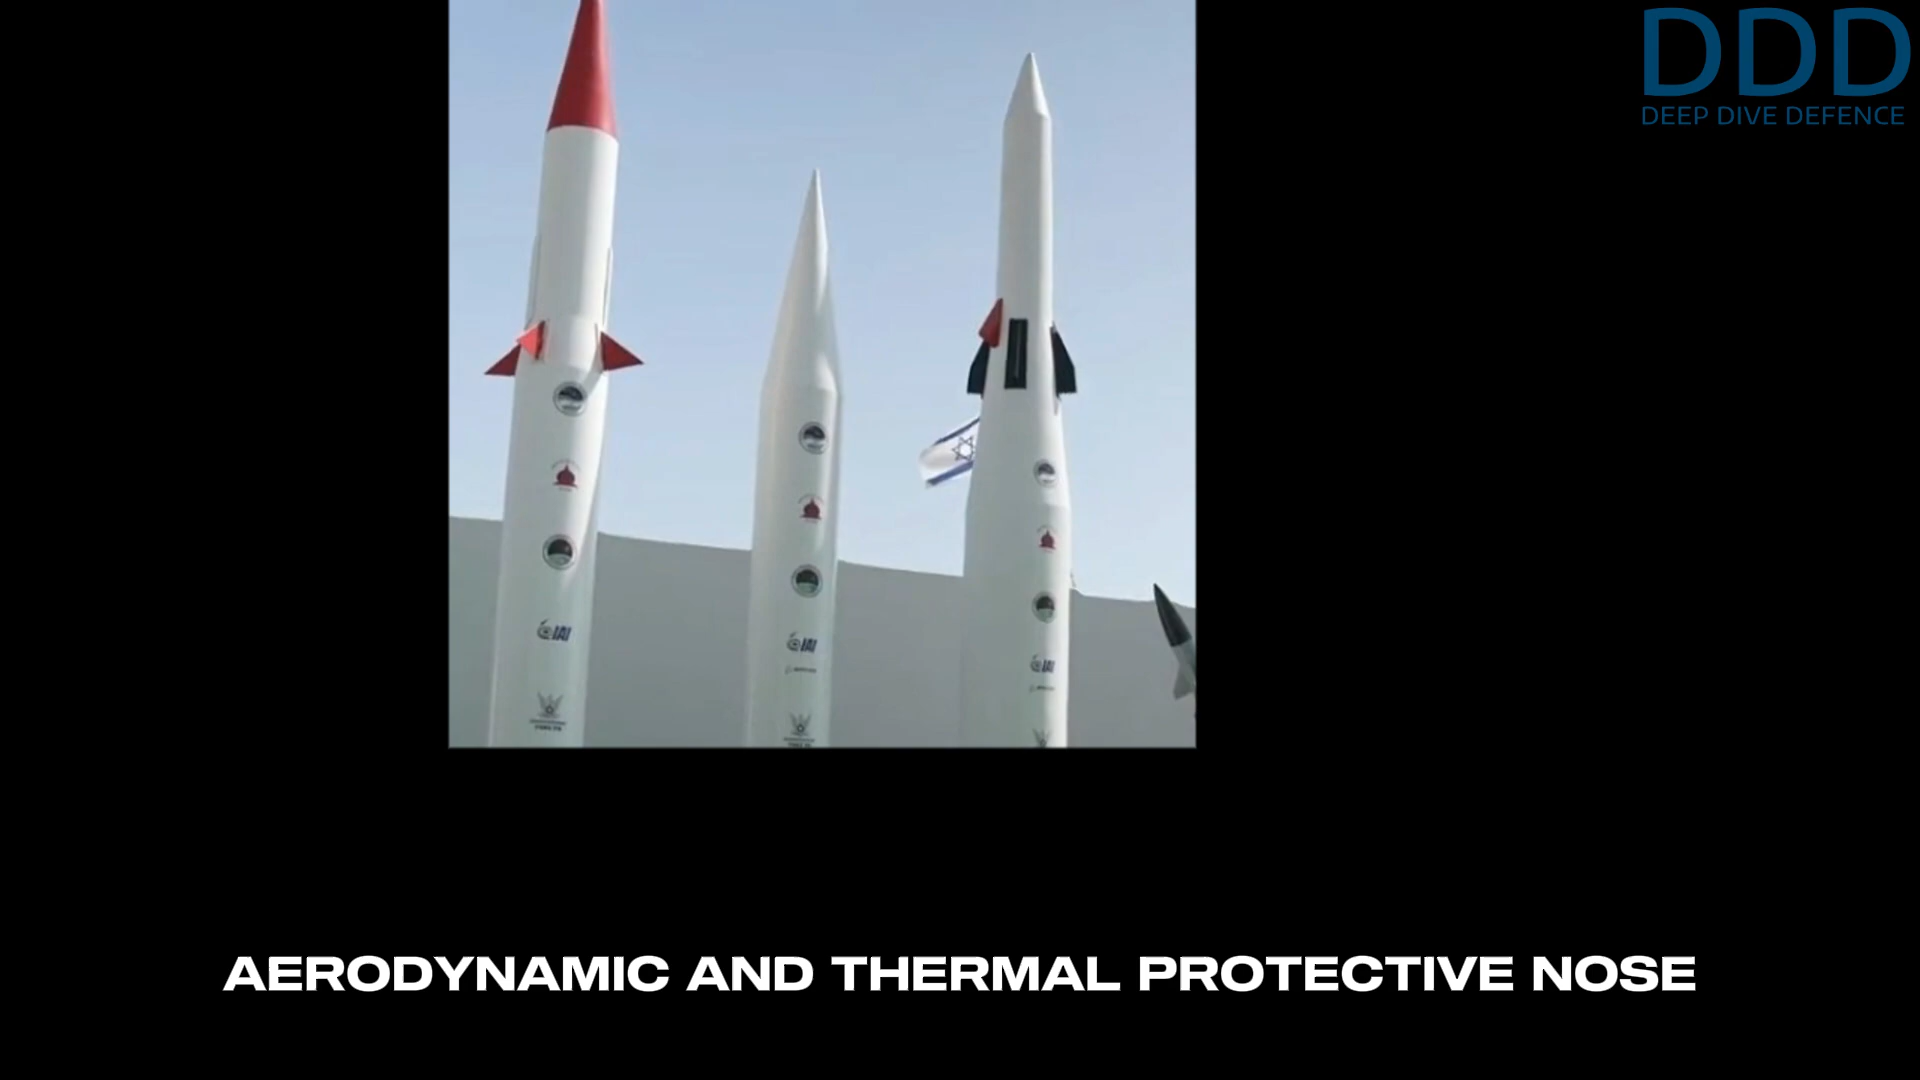 DDD
DEEP DIVE DEFENCE
IAI
IAI
IAI
AERODYNAMIC AND THERMAL PROTECTIVE NOSE